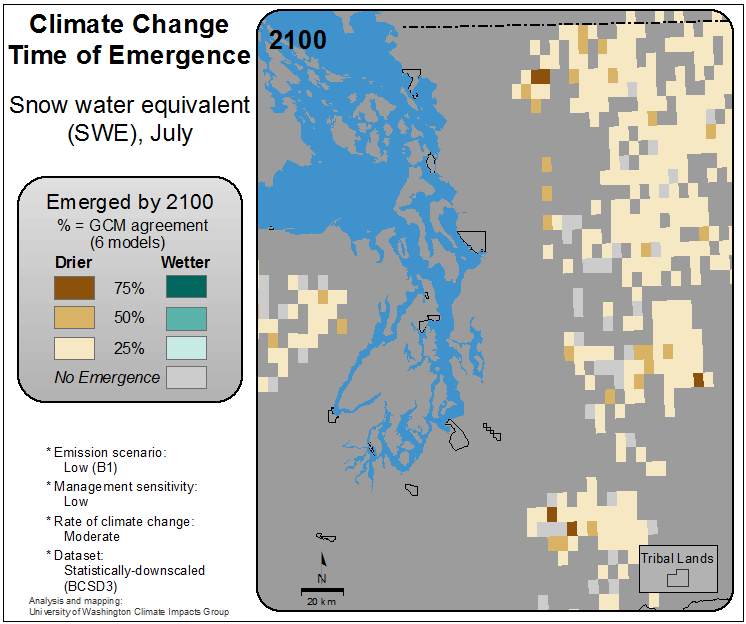 Climate Change
Time of Emergence
Snow water equivalent
(SWE), July
Emerged by 2100
% = GCM agreement
(6 models)
Drier Wetter
75%
50%
25%
No Emergence
* Emission scenario:
Low (B1)
* Management sensitivity:
Low
* Rate of climate change:
Moderate
* Dataset:
Statistically-downscaled
(BCSD3)
Analysis and mapping:
University of Washington Climate Impacts Group
2100
N
20 km
Tribal Lands